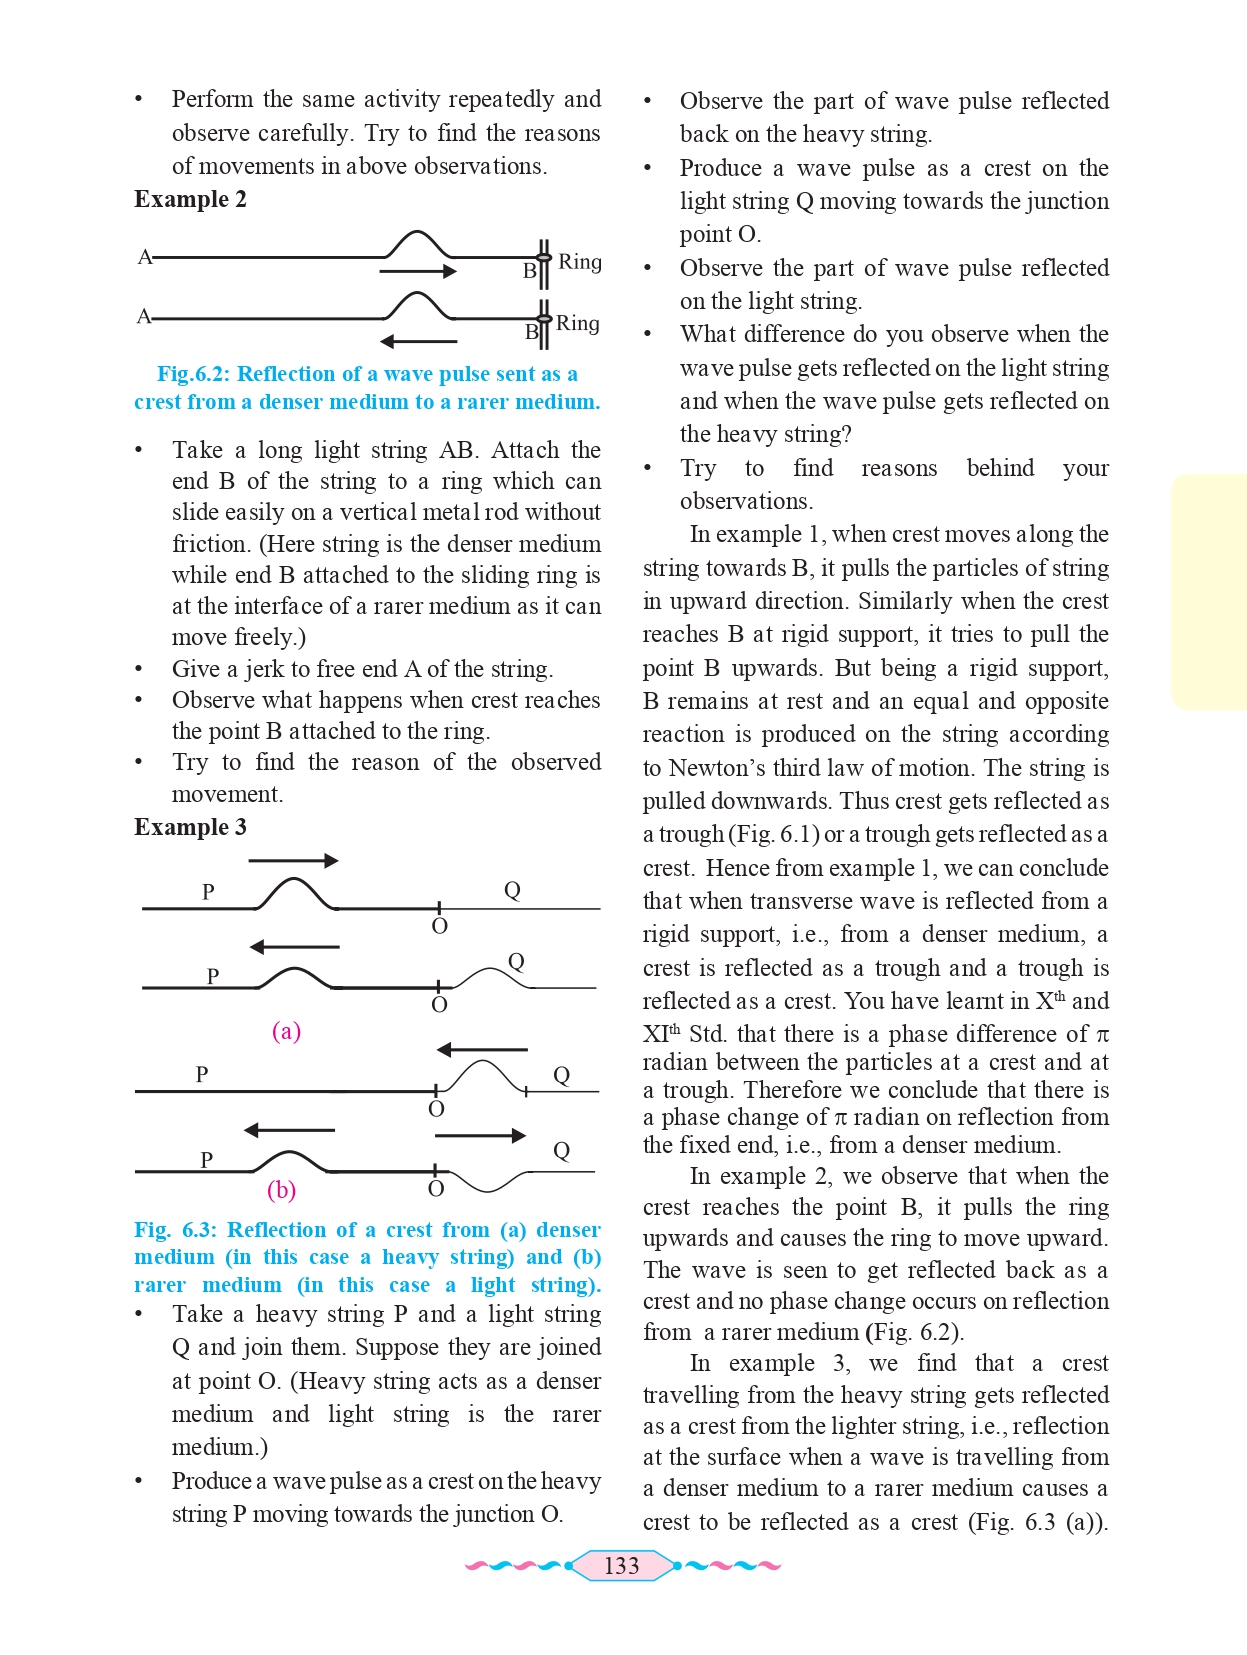 • Perform the same activity repeatedly and
observe carefully. Try to find the reasons
of movements in above observations.
Example 2
A
B
Ring
A
B
Ring
Fig.6.2: Reflection of a wave pulse sent as a
crest from a denser medium to a rarer medium.
• Take a long light string AB. Attach the
end B of the string to a ring which can
slide easily on a vertical metal rod without
friction. (Here string is the denser medium
while end B attached to the sliding ring is
at the interface of a rarer medium as it can
move freely.)
• Give a jerk to free end A of the string.
• Observe what happens when crest reaches
the point B attached to the ring.
• Try to find the reason of the observed
movement.
Example 3
P
Q
O
P
Q
O
(a)
P
Q
O
P
Q
O
(b)
Fig. 6.3: Reflection of a crest from (a) denser
medium (in this case a heavy string) and (b)
rarer medium (in this case a light string).
• Take a heavy string P and a light string
Q and join them. Suppose they are joined
at point O. (Heavy string acts as a denser
medium and light string is the rarer
medium.)
• Produce a wave pulse as a crest on the heavy
string P moving towards the junction O.
• Observe the part of wave pulse reflected
back on the heavy string.
• Produce a wave pulse as a crest on the
light string Q moving towards the junction
point O.
• Observe the part of wave pulse reflected
on the light string.
• What difference do you observe when the
wave pulse gets reflected on the light string
and when the wave pulse gets reflected on
the heavy string?
• Try to find reasons behind your
observations.
In example 1, when crest moves along the
string towards B, it pulls the particles of string
in upward direction. Similarly when the crest
reaches B at rigid support, it tries to pull the
point B upwards. But being a rigid support,
B remains at rest and an equal and opposite
reaction is produced on the string according
to Newton’s third law of motion. The string is
pulled downwards. Thus crest gets reflected as
a trough (Fig. 6.1) or a trough gets reflected as a
crest. Hence from example 1, we can conclude
that when transverse wave is reflected from a
rigid support, i.e., from a denser medium, a
crest is reflected as a trough and a trough is
reflected as a crest. You have learnt in Xth and
XIth Std. that there is a phase difference of π
radian between the particles at a crest and at
a trough. Therefore we conclude that there is
a phase change of π radian on reflection from
the fixed end, i.e., from a denser medium.
In example 2, we observe that when the
crest reaches the point B, it pulls the ring
upwards and causes the ring to move upward.
The wave is seen to get reflected back as a
crest and no phase change occurs on reflection
from a rarer medium (Fig. 6.2).
In example 3, we find that a crest
travelling from the heavy string gets reflected
as a crest from the lighter string, i.e., reflection
at the surface when a wave is travelling from
a denser medium to a rarer medium causes a
crest to be reflected as a crest (Fig. 6.3 (a)).
133